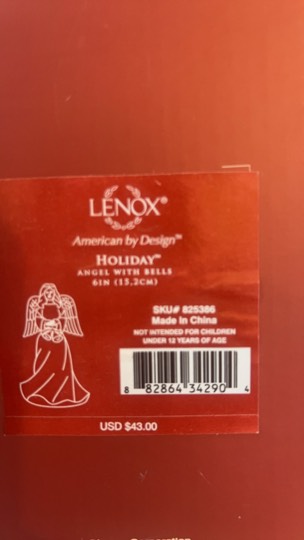 LENOX®
American by Design™
HOLIDAY™
ANGEL WITH BELLS
6IN (15,2CM)
SKU# 825386
Made In China
NOT INTENDED FOR CHILDREN
UNDER 12 YEARS OF AGE
8 82864 34290 4
USD $43.00
Corporation